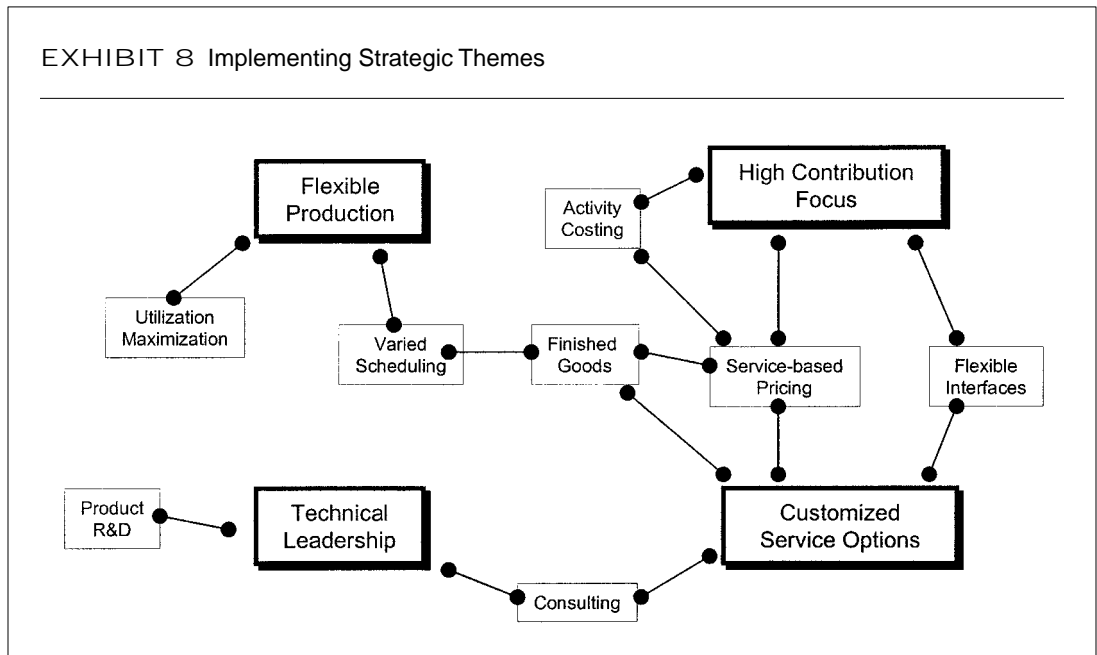 EXHIBIT 8 Implementing Strategic Themes
Flexible
Production
High Contribution
Focus
Activity
Costing
Utilization
Maximization
Varied
Scheduling
Finished
Goods
Service-based
Pricing
Flexible
Interfaces
Product
R&D
Technical
Leadership
Customized
Service Options
Consulting